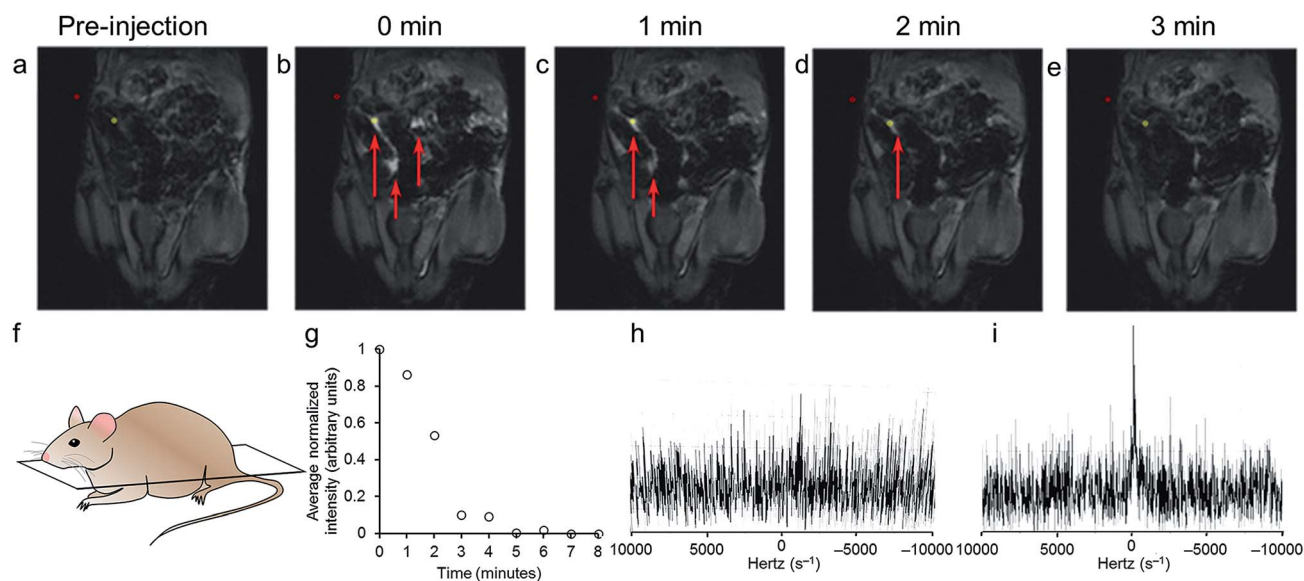 Pre-injection 0 min 1 min 2 min 3 min
a b c d e
f g h i
Average normalized
intensity (arbitrary units)
1
0.8
0.6
0.4
0.2
0
0 1 2 3 4 5 6 7 8
Time (minutes)
10000 5000 0 −5000 −10000
Hertz (s⁻¹)
10000 5000 0 −5000 −10000
Hertz (s⁻¹)